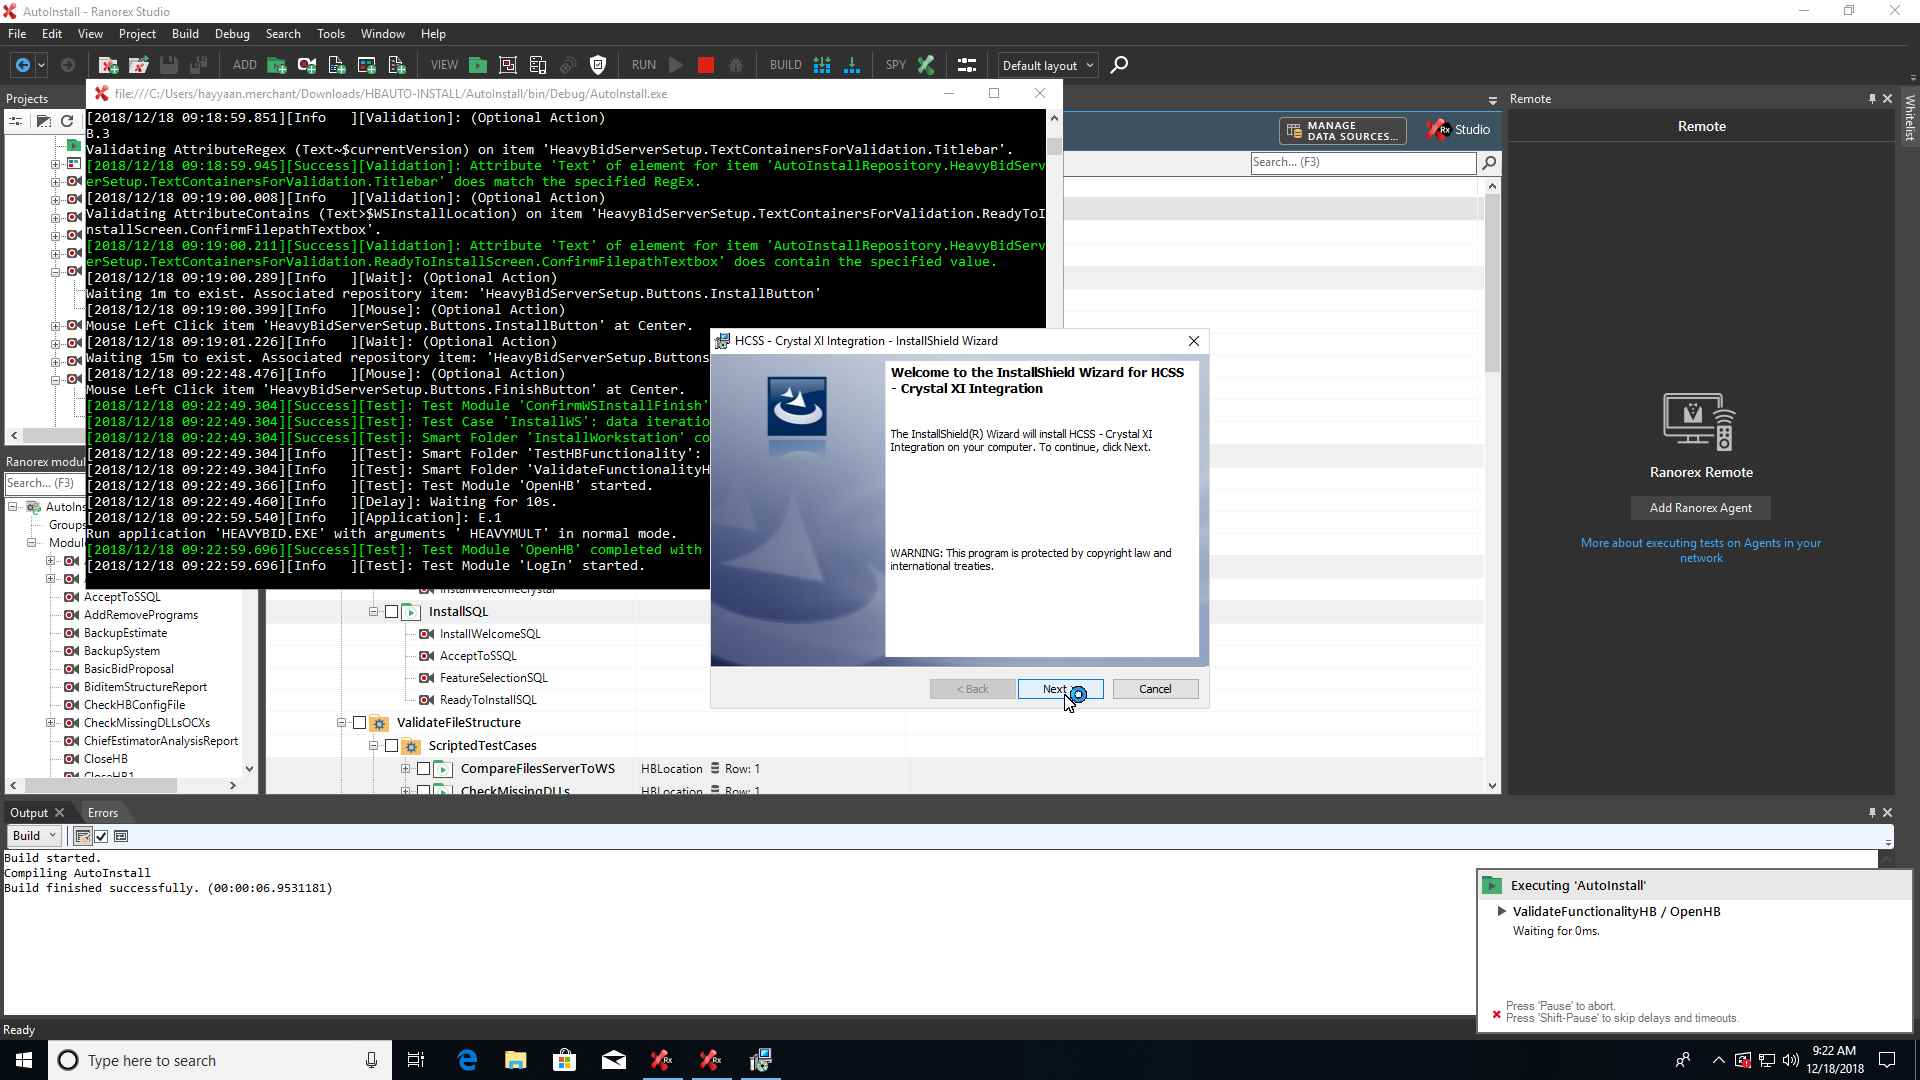 AutoInstall - Ranorex Studio
File Edit View Project Build Debug Search Tools Window Help
ADD VIEW RUN BUILD SPY Default layout
Projects
file:///C:/Users/hayyaan.merchant/Downloads/HBAUTO-INSTALL/AutoInstall/bin/Debug/AutoInstall.exe
[2018/12/18 09:18:59.851][Info   ][Validation]: (Optional Action)
B.3
Validating AttributeRegex (Text~$currentVersion) on item 'HeavyBidServerSetup.TextContainersForValidation.Titlebar'.
[2018/12/18 09:18:59.945][Success][Validation]: Attribute 'Text' of element for item 'AutoInstallRepository.HeavyBidServ
erSetup.TextContainersForValidation.Titlebar' does match the specified RegEx.
[2018/12/18 09:19:00.008][Info   ][Validation]: (Optional Action)
Validating AttributeContains (Text>$WSInstallLocation) on item 'HeavyBidServerSetup.TextContainersForValidation.ReadyToI
nstallScreen.ConfirmFilepathTextbox'.
[2018/12/18 09:19:00.211][Success][Validation]: Attribute 'Text' of element for item 'AutoInstallRepository.HeavyBidServ
erSetup.TextContainersForValidation.ReadyToInstallScreen.ConfirmFilepathTextbox' does contain the specified value.
[2018/12/18 09:19:00.289][Info   ][Wait]: (Optional Action)
Waiting 1m to exist. Associated repository item: 'HeavyBidServerSetup.Buttons.InstallButton'
[2018/12/18 09:19:00.399][Info   ][Mouse]: (Optional Action)
Mouse Left Click item 'HeavyBidServerSetup.Buttons.InstallButton' at Center.
[2018/12/18 09:19:01.226][Info   ][Wait]: (Optional Action)
Waiting 15m to exist. Associated repository item: 'HeavyBidServerSetup.Buttons
[2018/12/18 09:22:48.476][Info   ][Mouse]: (Optional Action)
Mouse Left Click item 'HeavyBidServerSetup.Buttons.FinishButton' at Center.
[2018/12/18 09:22:49.304][Success][Test]: Test Module 'ConfirmWSInstallFinish'
[2018/12/18 09:22:49.304][Success][Test]: Test Case 'InstallWS': data iteratio
[2018/12/18 09:22:49.304][Success][Test]: Smart Folder 'InstallWorkstation' co
[2018/12/18 09:22:49.304][Info   ][Test]: Smart Folder 'TestHBFunctionality':
[2018/12/18 09:22:49.304][Info   ][Test]: Smart Folder 'ValidateFunctionalityH
[2018/12/18 09:22:49.366][Info   ][Test]: Test Module 'OpenHB' started.
[2018/12/18 09:22:49.460][Info   ][Delay]: Waiting for 10s.
[2018/12/18 09:22:59.540][Info   ][Application]: E.1
Run application 'HEAVYBID.EXE' with arguments ' HEAVYMULT' in normal mode.
[2018/12/18 09:22:59.696][Success][Test]: Test Module 'OpenHB' completed with
[2018/12/18 09:22:59.696][Info   ][Test]: Test Module 'LogIn' started.
HCSS - Crystal XI Integration - InstallShield Wizard
Welcome to the InstallShield Wizard for HCSS
- Crystal XI Integration
The InstallShield(R) Wizard will install HCSS - Crystal XI
Integration on your computer. To continue, click Next.
WARNING: This program is protected by copyright law and
international treaties.
< Back Next Cancel
MANAGE
DATA SOURCES...
Rx Studio
Search... (F3)
Remote
Remote
Whitelist
Ranorex Remote
Add Ranorex Agent
More about executing tests on Agents in your
network
Ranorex modul
Search... (F3)
AutoIns
Groups
Modul
AcceptToSSQL
AddRemovePrograms
BackupEstimate
BackupSystem
BasicBidProposal
BiditemStructureReport
CheckHBConfigFile
CheckMissingDLLsOCXs
ChiefEstimatorAnalysisReport
CloseHB
CloseHB1
InstallWelcomeCrystal
InstallSQL
InstallWelcomeSQL
AcceptToSSQL
FeatureSelectionSQL
ReadyToInstallSQL
ValidateFileStructure
ScriptedTestCases
CompareFilesServerToWS HBLocation Row: 1
CheckMissingDLLs HBLocation Row: 1
Output Errors
Build
Build started.
Compiling AutoInstall
Build finished successfully. (00:00:06.9531181)
Executing 'AutoInstall'
ValidateFunctionalityHB / OpenHB
Waiting for 0ms.
Press 'Pause' to abort.
Press 'Shift-Pause' to skip delays and timeouts.
Ready
Type here to search
9:22 AM
12/18/2018